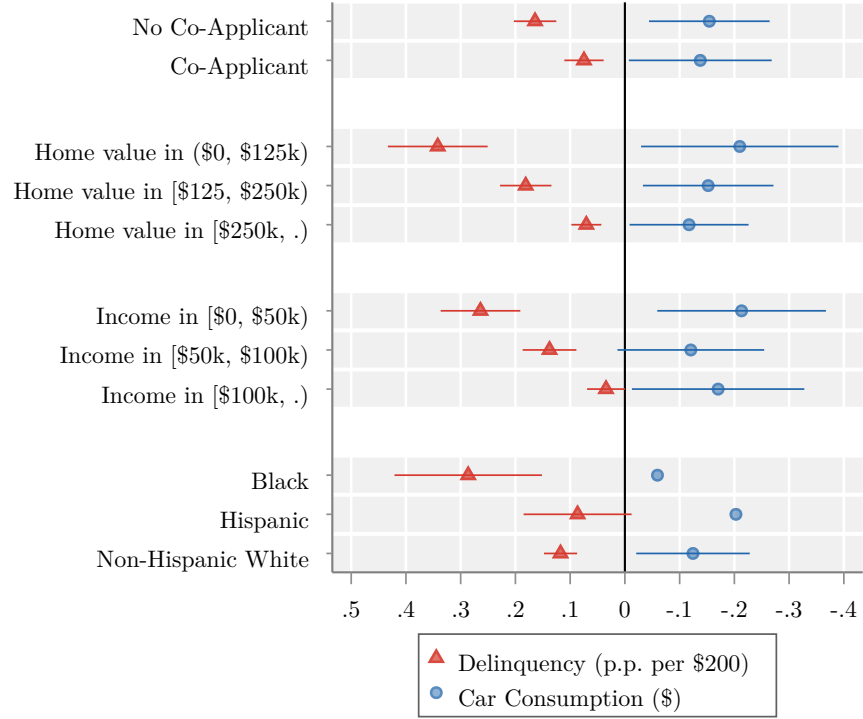 No Co-Applicant
Co-Applicant
Home value in ($0, $125k)
Home value in [$125, $250k)
Home value in [$250k, .)
Income in [$0, $50k)
Income in [$50k, $100k)
Income in [$100k, .)
Black
Hispanic
Non-Hispanic White
.5 .4 .3 .2 .1 0 -.1 -.2 -.3 -.4
Delinquency (p.p. per $200)
Car Consumption ($)